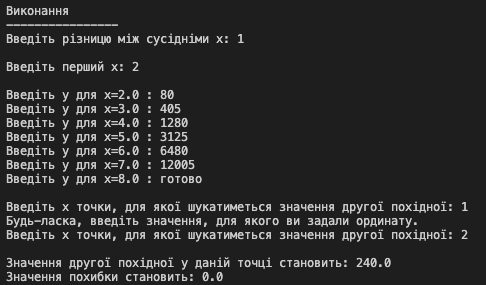 Виконання
----------------
Введіть різницю між сусідніми x: 1
Введіть перший x: 2
Введіть y для x=2.0 : 80
Введіть y для x=3.0 : 405
Введіть y для x=4.0 : 1280
Введіть y для x=5.0 : 3125
Введіть y для x=6.0 : 6480
Введіть y для x=7.0 : 12005
Введіть y для x=8.0 : готово
Введіть x точки, для якої шукатиметься значення другої похідної: 1
Будь-ласка, введіть значення, для якого ви задали ординату.
Введіть x точки, для якої шукатиметься значення другої похідної: 2
Значення другої похідної у даній точці становить: 240.0
Значення похибки становить: 0.0